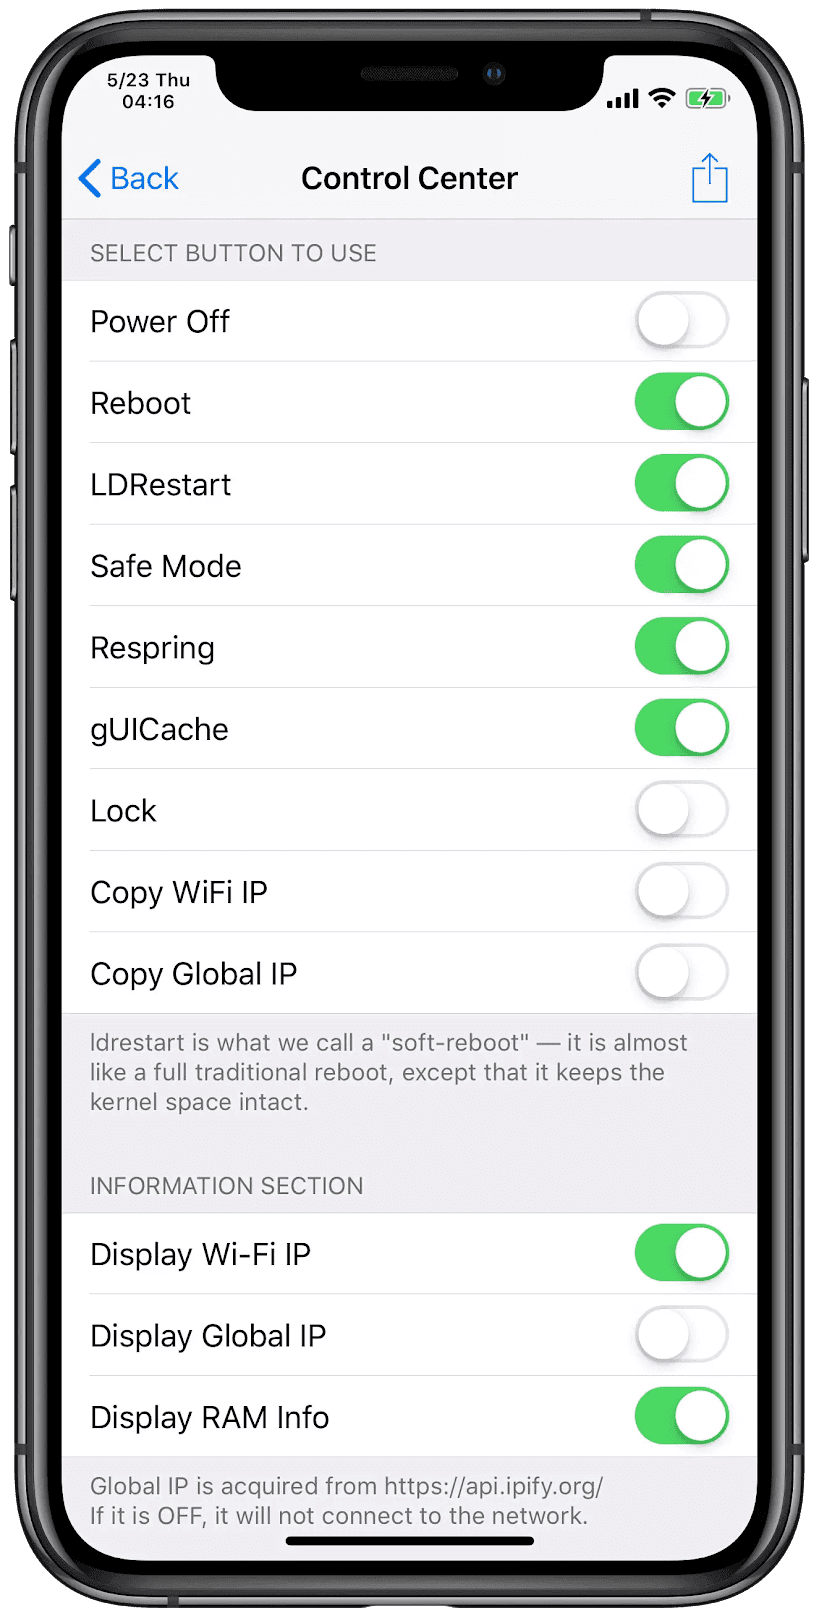 5/23 Thu
04:16
Back
Control Center
SELECT BUTTON TO USE
Power Off
Reboot
LDRestart
Safe Mode
Respring
gUICache
Lock
Copy WiFi IP
Copy Global IP
ldrestart is what we call a "soft-reboot" — it is almost
like a full traditional reboot, except that it keeps the
kernel space intact.
INFORMATION SECTION
Display Wi-Fi IP
Display Global IP
Display RAM Info
Global IP is acquired from https://api.ipify.org/
If it is OFF, it will not connect to the network.